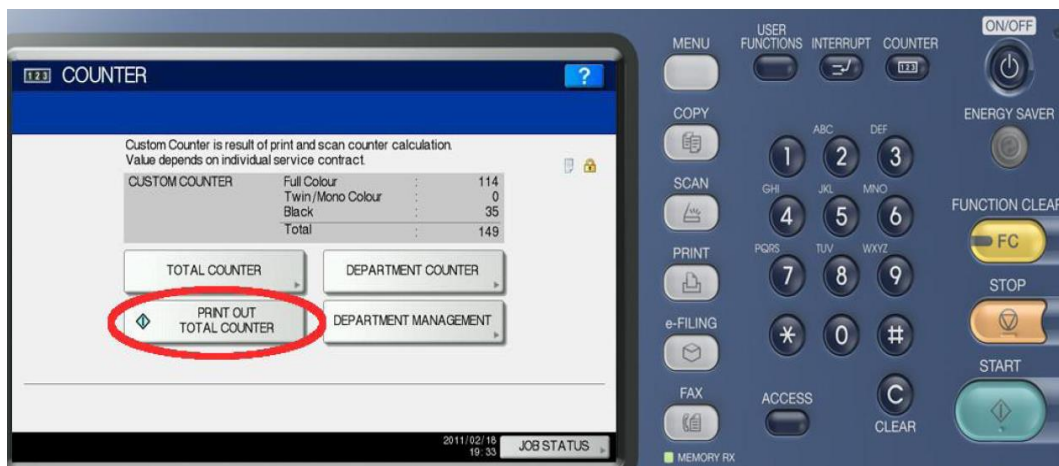 123 COUNTER ?
Custom Counter is result of print and scan counter calculation.
Value depends on individual service contract.
CUSTOM COUNTER Full Colour : 114
Twin/Mono Colour : 0
Black : 35
Total : 149
TOTAL COUNTER
DEPARTMENT COUNTER
PRINT OUT
TOTAL COUNTER
DEPARTMENT MANAGEMENT
2011/02/18
19:33
JOB STATUS
MENU
USER
FUNCTIONS
INTERRUPT
COUNTER
123
ON/OFF
COPY
ENERGY SAVER
ABC DEF
1 2 3
SCAN
GHI JKL MNO
4 5 6
FUNCTION CLEAR
FC
PRINT
PQRS TUV WXYZ
7 8 9
STOP
e-FILING
* 0 #
START
FAX
ACCESS
C
CLEAR
MEMORY RX